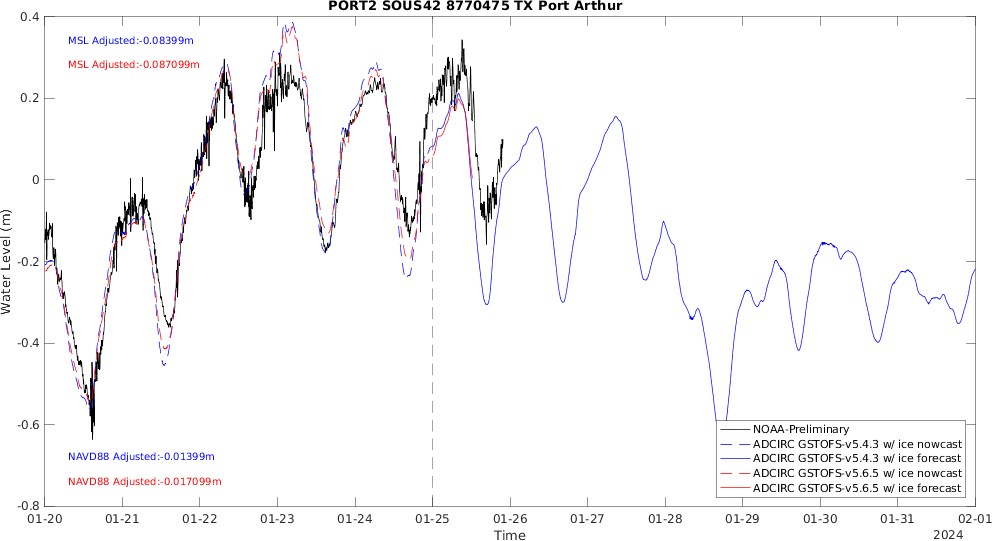 PORT2 SOUS42 8770475 TX Port Arthur
MSL Adjusted:-0.08399m
MSL Adjusted:-0.087099m
NAVD88 Adjusted:-0.01399m
NAVD88 Adjusted:-0.017099m
Water Level (m)
0.4
0.2
0
-0.2
-0.4
-0.6
-0.8
NOAA-Preliminary
ADCIRC GSTOFS-v5.4.3 w/ ice nowcast
ADCIRC GSTOFS-v5.4.3 w/ ice forecast
ADCIRC GSTOFS-v5.6.5 w/ ice nowcast
ADCIRC GSTOFS-v5.6.5 w/ ice forecast
01-20 01-21 01-22 01-23 01-24 01-25 01-26 01-27 01-28 01-29 01-30 01-31 02-01
Time
2024